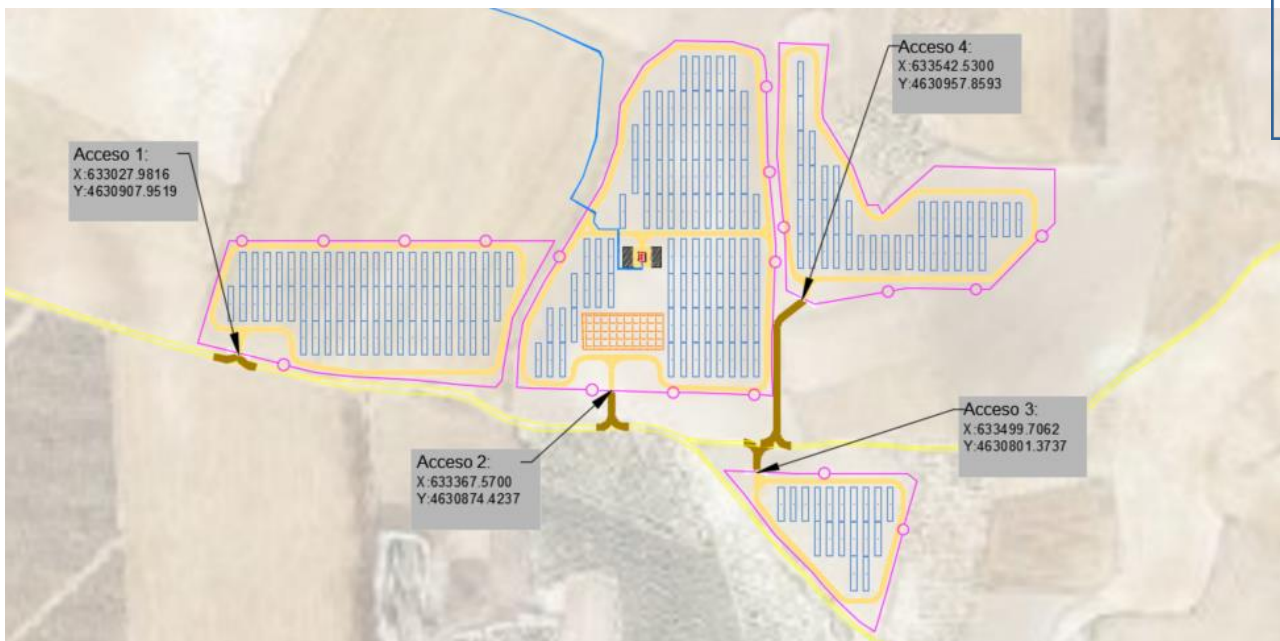 Acceso 1:
X:633027.9816
Y:4630907.9519
Acceso 4:
X:633542.5300
Y:4630957.8593
Acceso 2:
X:633367.5700
Y:4630874.4237
Acceso 3:
X:633499.7062
Y:4630801.3737